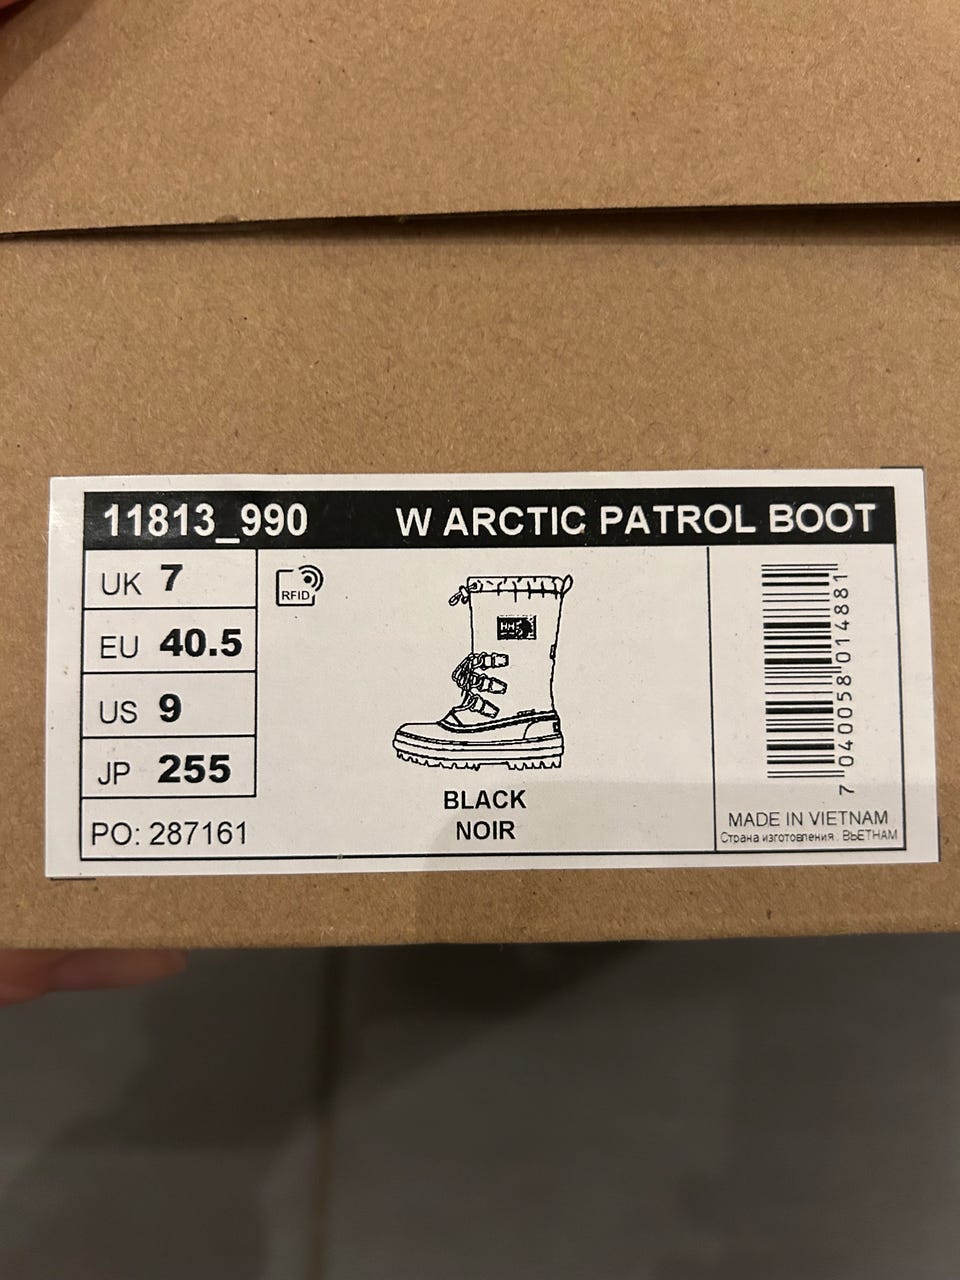 11813_990 W ARCTIC PATROL BOOT
UK 7
EU 40.5
US 9
JP 255
PO: 287161
RFID
HH
BLACK
NOIR
7 040058 014881
MADE IN VIETNAM
Страна изготовления: ВЬЕТНАМ